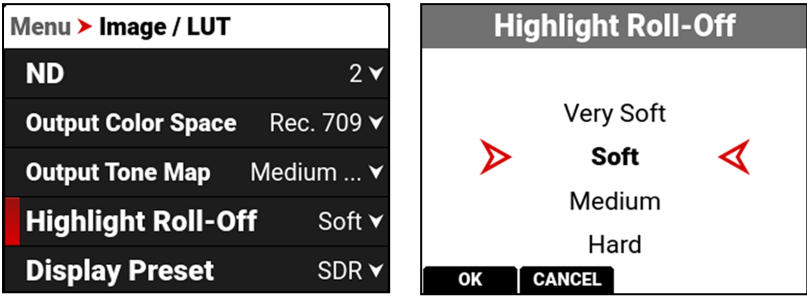 Menu > Image / LUT
ND 2
Output Color Space Rec. 709
Output Tone Map Medium ...
Highlight Roll-Off Soft
Display Preset SDR
Highlight Roll-Off
Very Soft
Soft
Medium
Hard
OK CANCEL